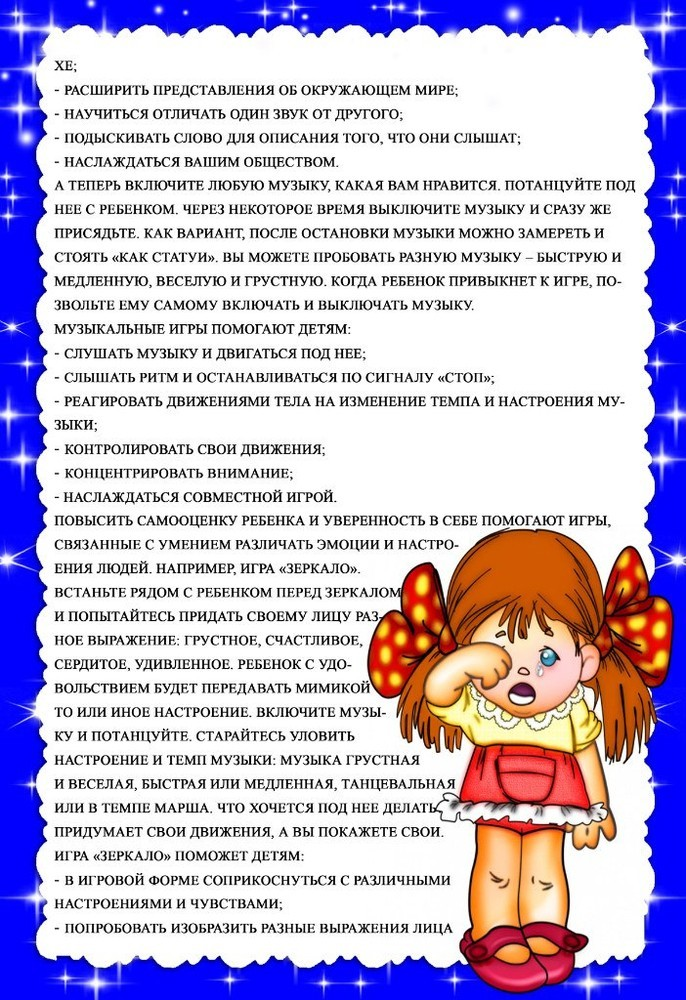 ХЕ;
- РАСШИРИТЬ ПРЕДСТАВЛЕНИЯ ОБ ОКРУЖАЮЩЕМ МИРЕ;
- НАУЧИТЬСЯ ОТЛИЧАТЬ ОДИН ЗВУК ОТ ДРУГОГО;
- ПОДЫСКИВАТЬ СЛОВО ДЛЯ ОПИСАНИЯ ТОГО, ЧТО ОНИ СЛЫШАТ;
- НАСЛАЖДАТЬСЯ ВАШИМ ОБЩЕСТВОМ.
А ТЕПЕРЬ ВКЛЮЧИТЕ ЛЮБУЮ МУЗЫКУ, КАКАЯ ВАМ НРАВИТСЯ. ПОТАНЦУЙТЕ ПОД
НЕЕ С РЕБЕНКОМ. ЧЕРЕЗ НЕКОТОРОЕ ВРЕМЯ ВЫКЛЮЧИТЕ МУЗЫКУ И СРАЗУ ЖЕ
ПРИСЯДЬТЕ. КАК ВАРИАНТ, ПОСЛЕ ОСТАНОВКИ МУЗЫКИ МОЖНО ЗАМЕРЕТЬ И
СТОЯТЬ «КАК СТАТУИ». ВЫ МОЖЕТЕ ПРОБОВАТЬ РАЗНУЮ МУЗЫКУ – БЫСТРУЮ И
МЕДЛЕННУЮ, ВЕСЕЛУЮ И ГРУСТНУЮ. КОГДА РЕБЕНОК ПРИВЫКНЕТ К ИГРЕ, ПО-
ЗВОЛЬТЕ ЕМУ САМОМУ ВКЛЮЧАТЬ И ВЫКЛЮЧАТЬ МУЗЫКУ.
МУЗЫКАЛЬНЫЕ ИГРЫ ПОМОГАЮТ ДЕТЯМ:
- СЛУШАТЬ МУЗЫКУ И ДВИГАТЬСЯ ПОД НЕЕ;
- СЛЫШАТЬ РИТМ И ОСТАНАВЛИВАТЬСЯ ПО СИГНАЛУ «СТОП»;
- РЕАГИРОВАТЬ ДВИЖЕНИЯМИ ТЕЛА НА ИЗМЕНЕНИЕ ТЕМПА И НАСТРОЕНИЯ МУ-
ЗЫКИ;
- КОНТРОЛИРОВАТЬ СВОИ ДВИЖЕНИЯ;
- КОНЦЕНТРИРОВАТЬ ВНИМАНИЕ;
- НАСЛАЖДАТЬСЯ СОВМЕСТНОЙ ИГРОЙ.
ПОВЫСИТЬ САМООЦЕНКУ РЕБЕНКА И УВЕРЕННОСТЬ В СЕБЕ ПОМОГАЮТ ИГРЫ,
СВЯЗАННЫЕ С УМЕНИЕМ РАЗЛИЧАТЬ ЭМОЦИИ И НАСТРО-
ЕНИЯ ЛЮДЕЙ. НАПРИМЕР, ИГРА «ЗЕРКАЛО».
ВСТАНЬТЕ РЯДОМ С РЕБЕНКОМ ПЕРЕД ЗЕРКАЛОМ
И ПОПЫТАЙТЕСЬ ПРИДАТЬ СВОЕМУ ЛИЦУ РАЗ-
НОЕ ВЫРАЖЕНИЕ: ГРУСТНОЕ, СЧАСТЛИВОЕ,
СЕРДИТОЕ, УДИВЛЕННОЕ. РЕБЕНОК С УДО-
ВОЛЬСТВИЕМ БУДЕТ ПЕРЕДАВАТЬ МИМИКОЙ
ТО ИЛИ ИНОЕ НАСТРОЕНИЕ. ВКЛЮЧИТЕ МУЗЫ-
КУ И ПОТАНЦУЙТЕ. СТАРАЙТЕСЬ УЛОВИТЬ
НАСТРОЕНИЕ И ТЕМП МУЗЫКИ: МУЗЫКА ГРУСТНАЯ
И ВЕСЕЛАЯ, БЫСТРАЯ ИЛИ МЕДЛЕННАЯ, ТАНЦЕВАЛЬНАЯ
ИЛИ В ТЕМПЕ МАРША. ЧТО ХОЧЕТСЯ ПОД НЕЕ ДЕЛАТЬ
ПРИДУМАЕТ СВОИ ДВИЖЕНИЯ, А ВЫ ПОКАЖЕТЕ СВОИ.
ИГРА «ЗЕРКАЛО» ПОМОЖЕТ ДЕТЯМ:
- В ИГРОВОЙ ФОРМЕ СОПРИКОСНУТЬСЯ С РАЗЛИЧНЫМИ
НАСТРОЕНИЯМИ И ЧУВСТВАМИ;
- ПОПРОБОВАТЬ ИЗОБРАЗИТЬ РАЗНЫЕ ВЫРАЖЕНИЯ ЛИЦА